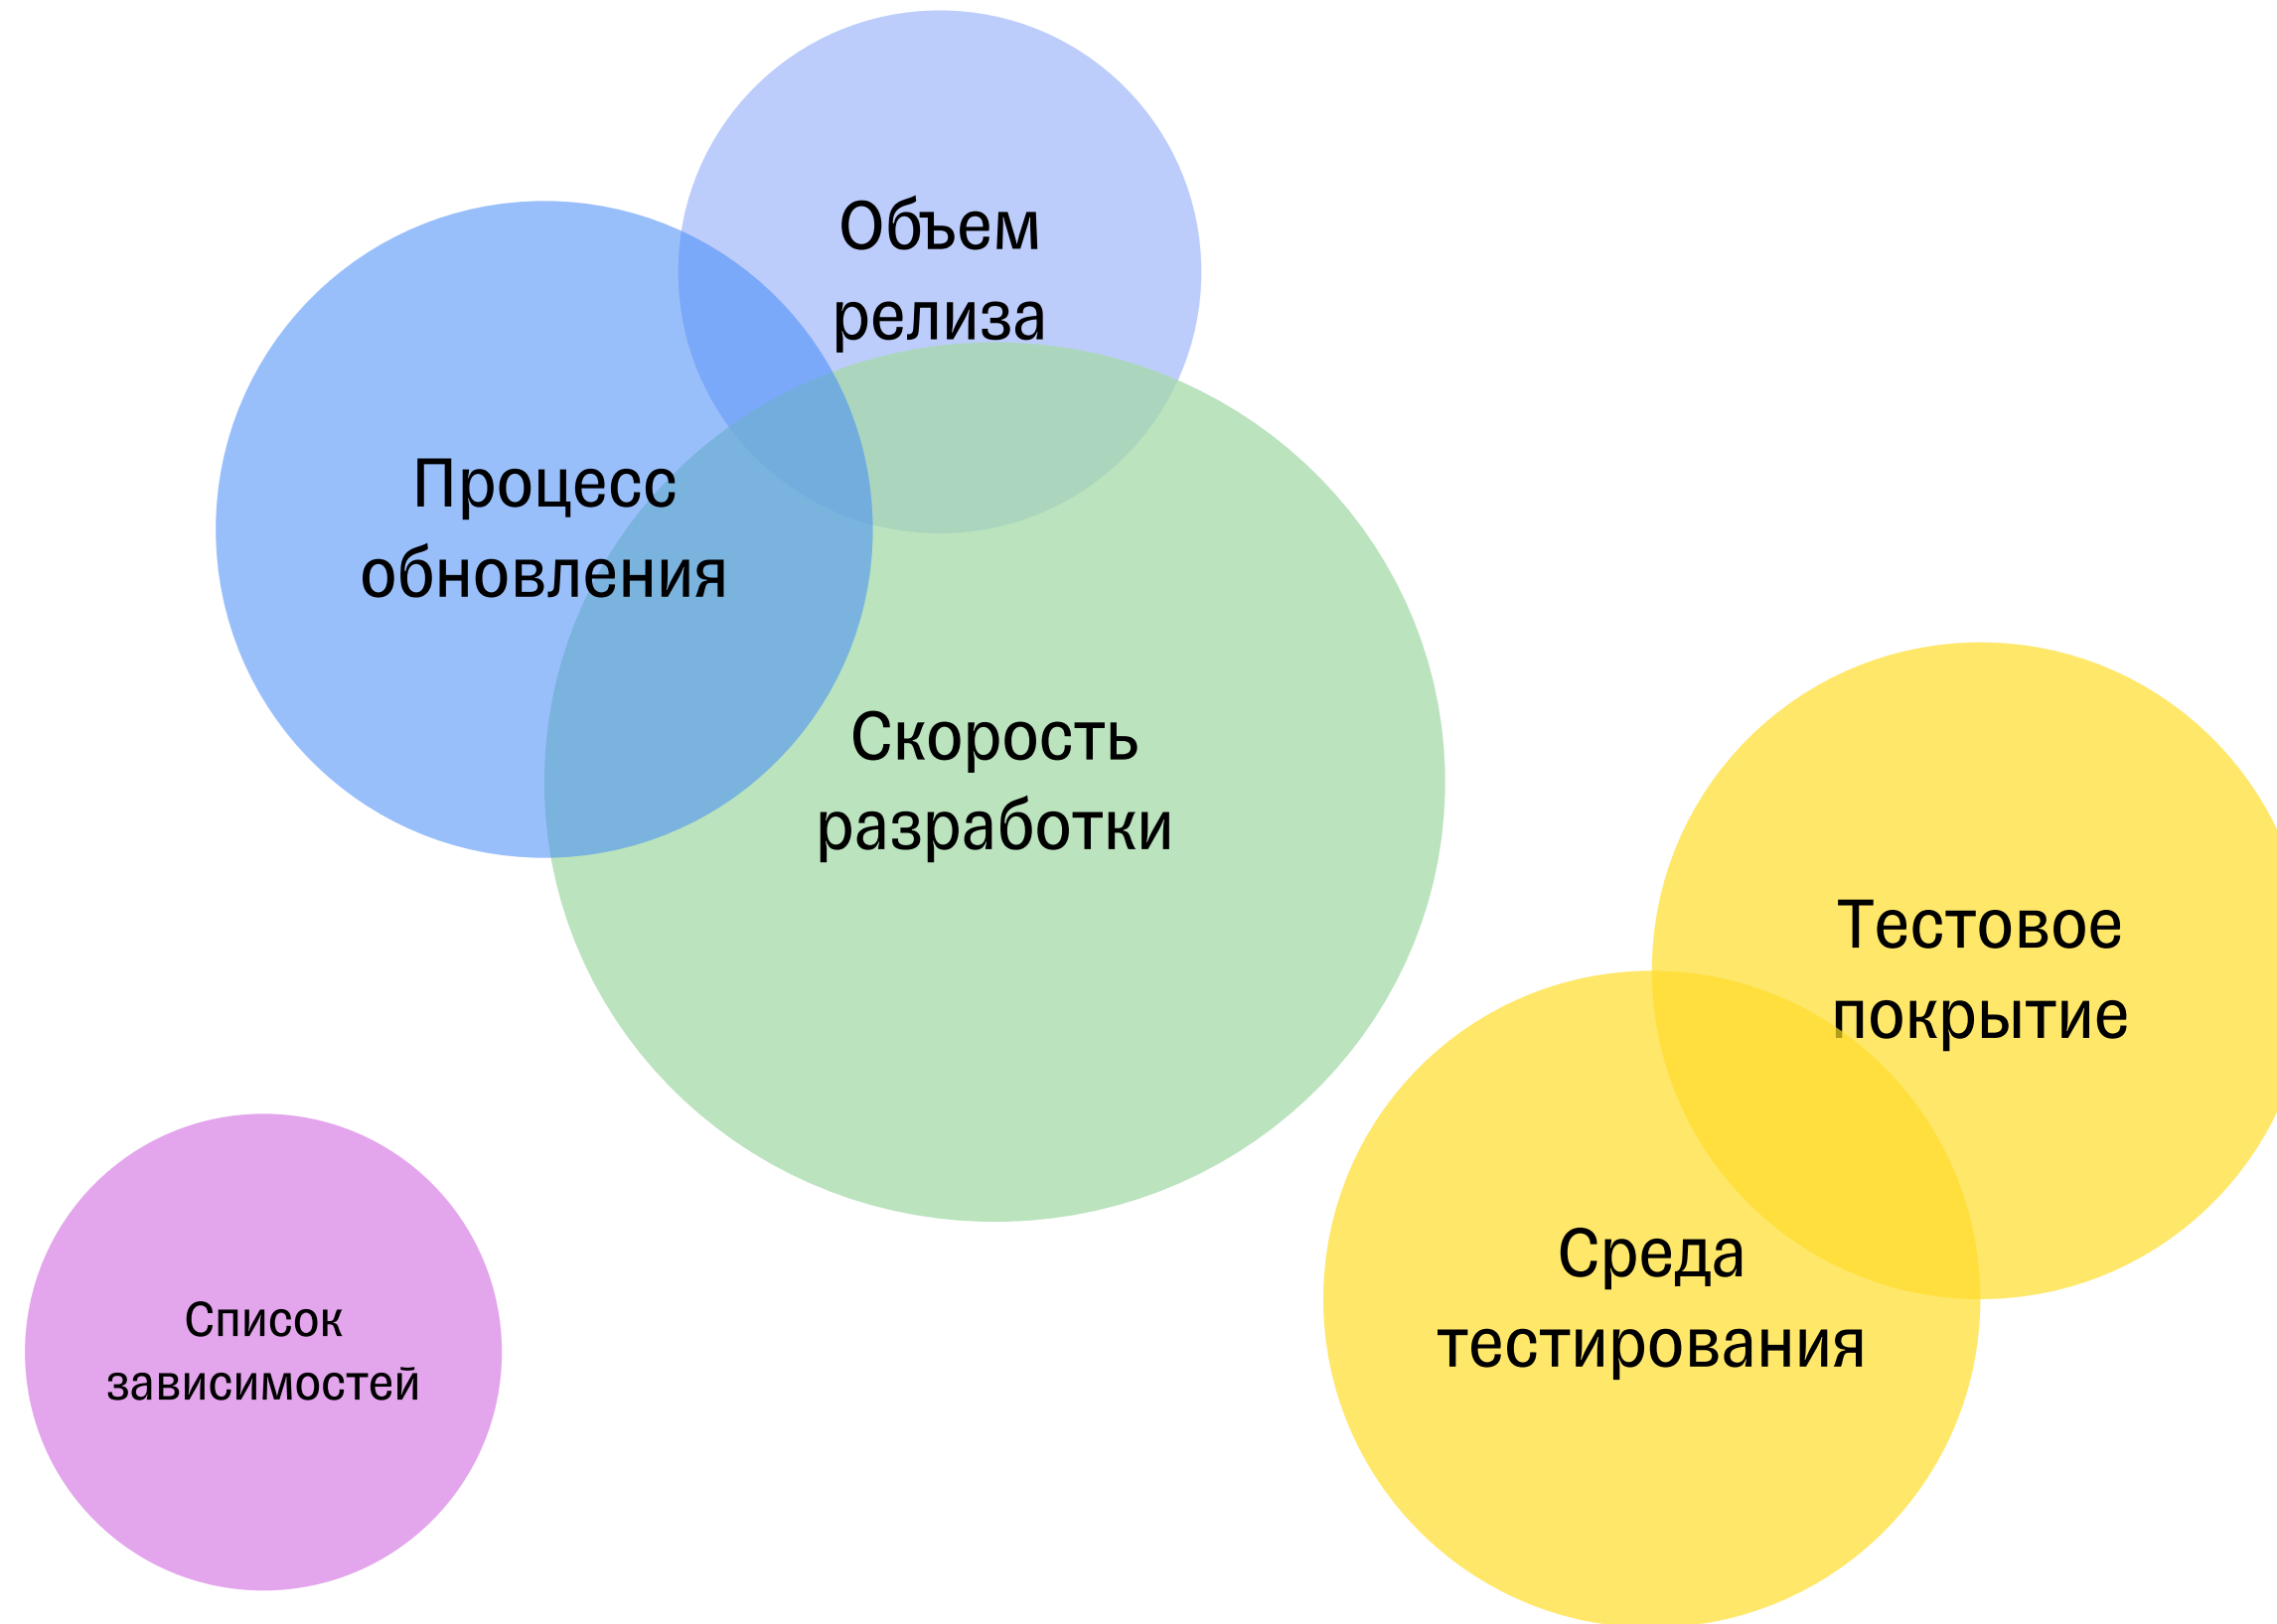 Объем
релиза
Процесс
обновления
Скорость
разработки
Тестовое
покрытие
Среда
тестирования
Список
зависимостей